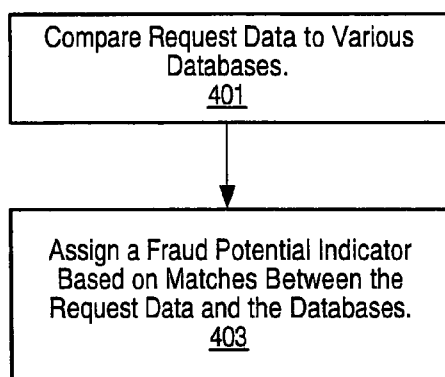 Compare Request Data to Various
Databases.
401
Assign a Fraud Potential Indicator
Based on Matches Between the
Request Data and the Databases.
403